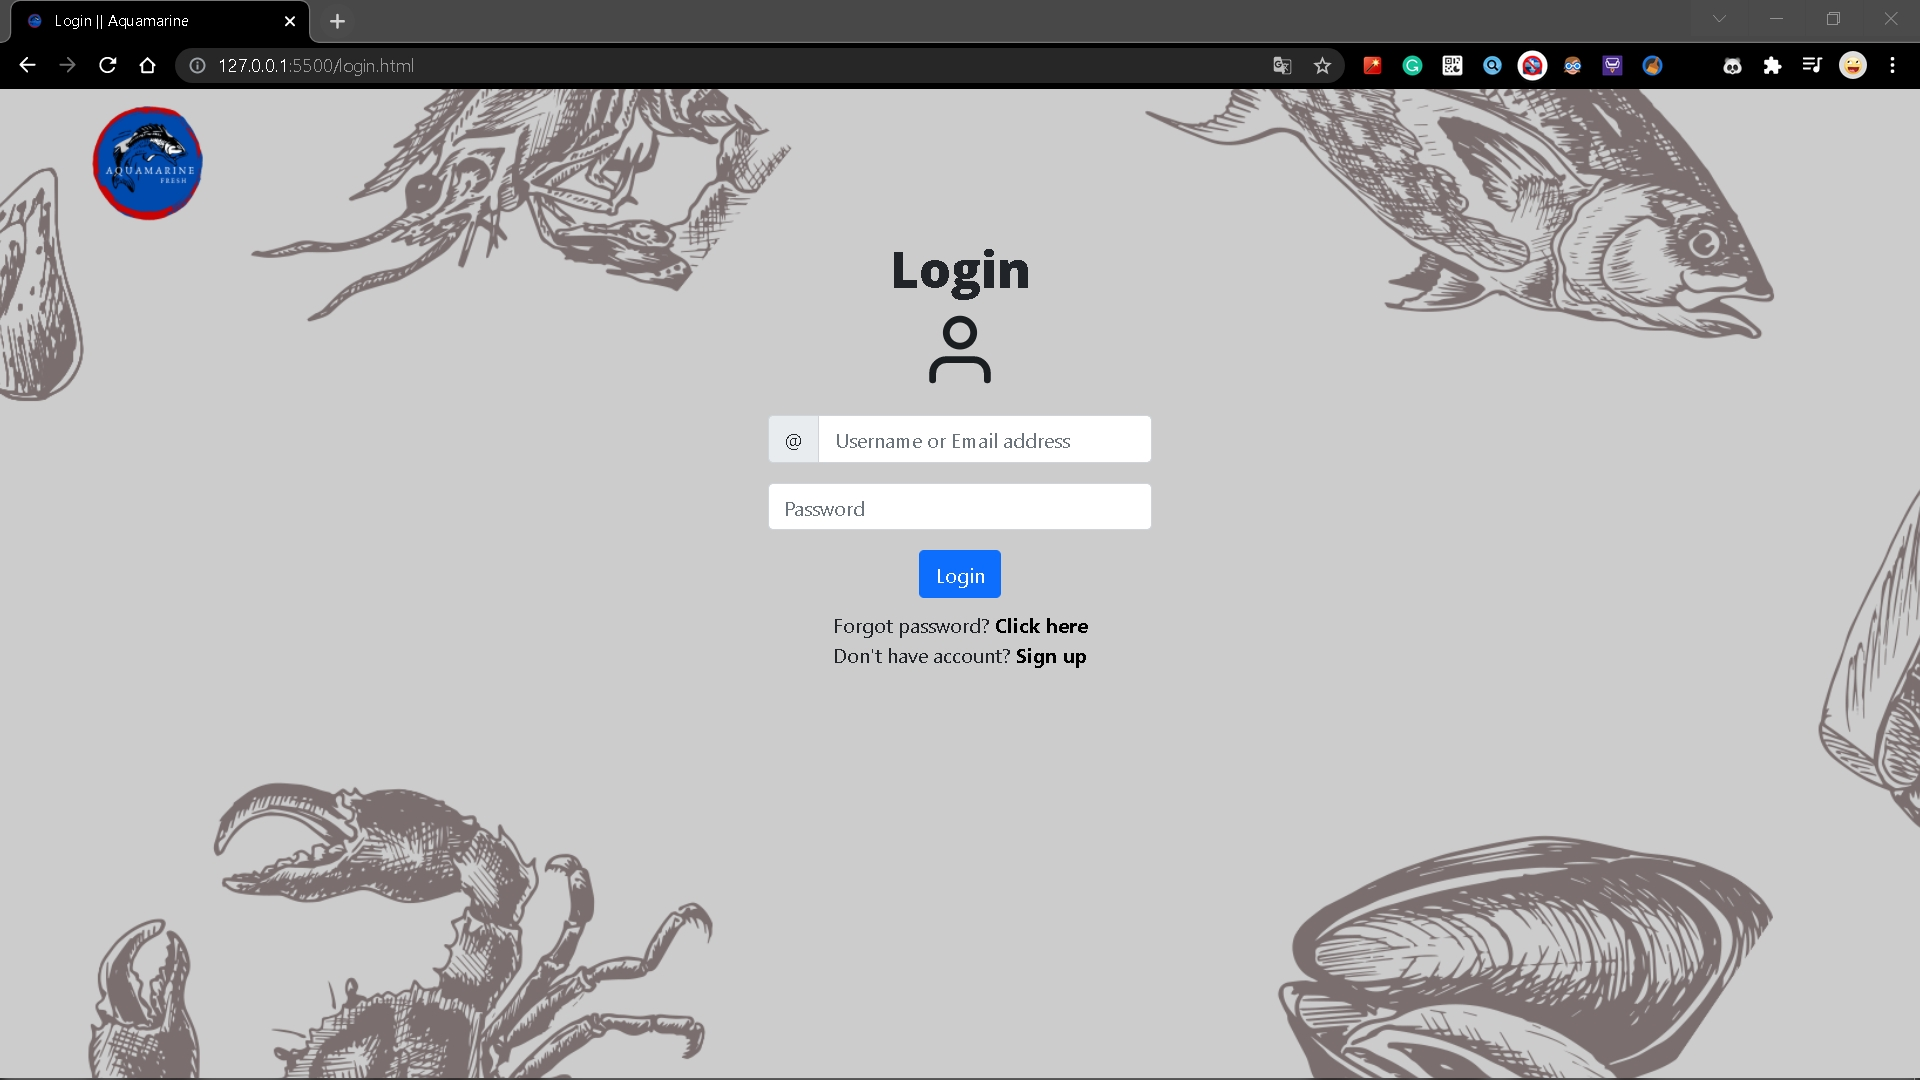 Login || Aquamarine
127.0.0.1:5500/login.html
AQUAMARINE
FRESH
Login
@ Username or Email address
Password
Login
Forgot password? Click here
Don't have account? Sign up